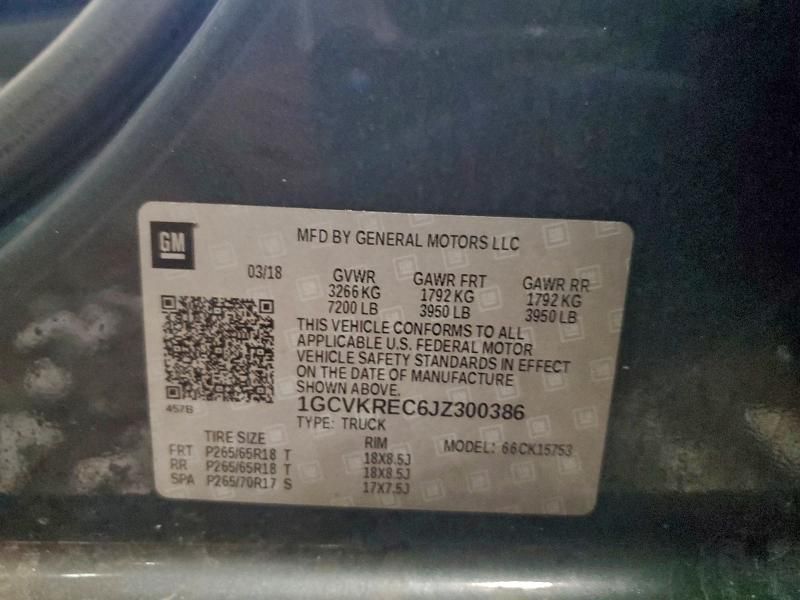 GM
MFD BY GENERAL MOTORS LLC
03/18 GVWR GAWR FRT GAWR RR
3266 KG 1792 KG 1792 KG
7200 LB 3950 LB 3950 LB
THIS VEHICLE CONFORMS TO ALL
APPLICABLE U.S. FEDERAL MOTOR
VEHICLE SAFETY STANDARDS IN EFFECT
ON THE DATE OF MANUFACTURE
SHOWN ABOVE.
457B
1GCVKREC6JZ300386
TYPE: TRUCK
TIRE SIZE RIM MODEL: 66CK15753
FRT P265/65R18 T 18X8.5J
RR P265/65R18 T 18X8.5J
SPA P265/70R17 S 17X7.5J